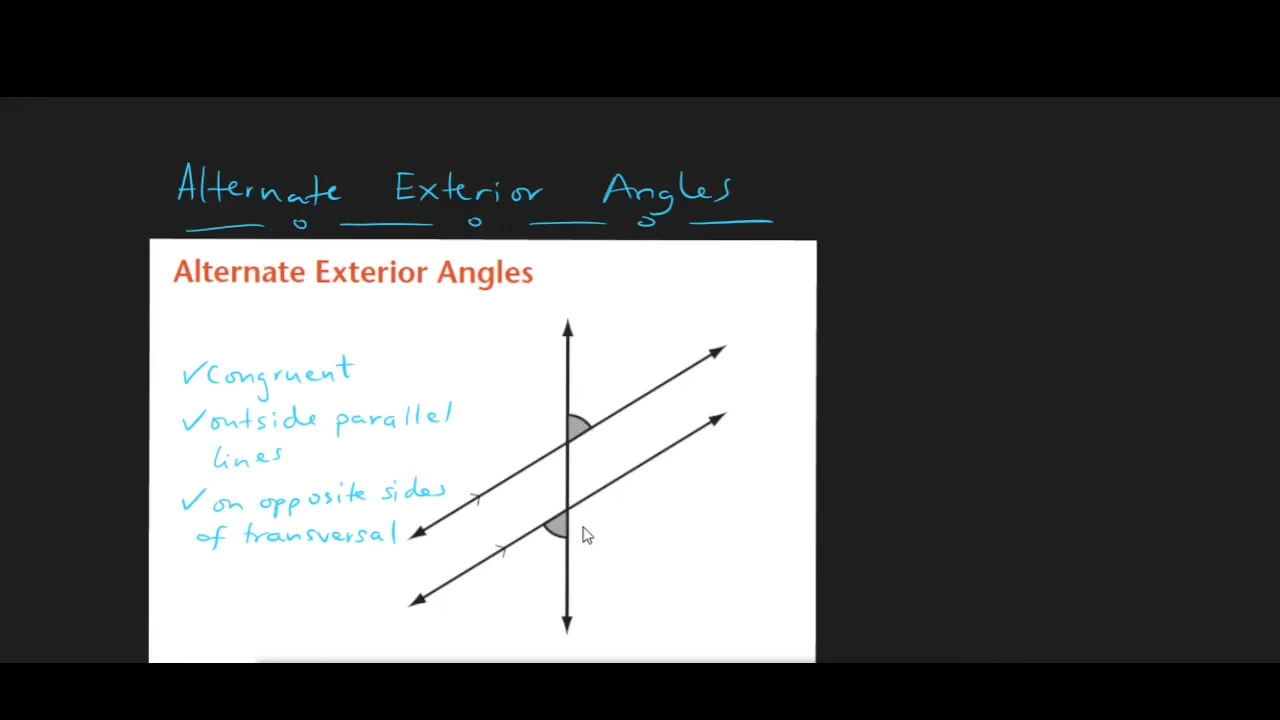 Alternate Exterior Angles
Alternate Exterior Angles
✓Congruent
✓outside parallel
lines
✓on opposite sides
of transversal